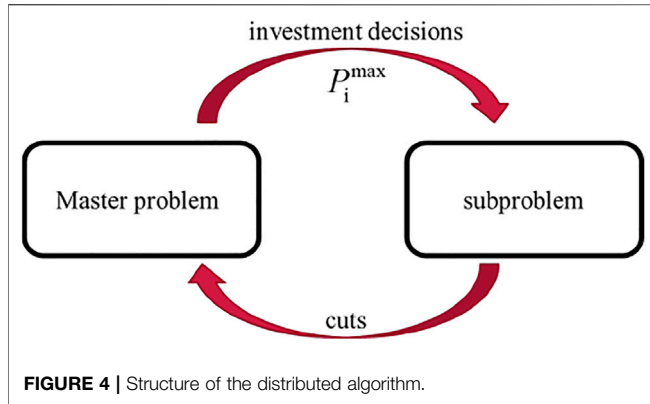 investment decisions
P_i^max
Master problem
subproblem
cuts
FIGURE 4 | Structure of the distributed algorithm.